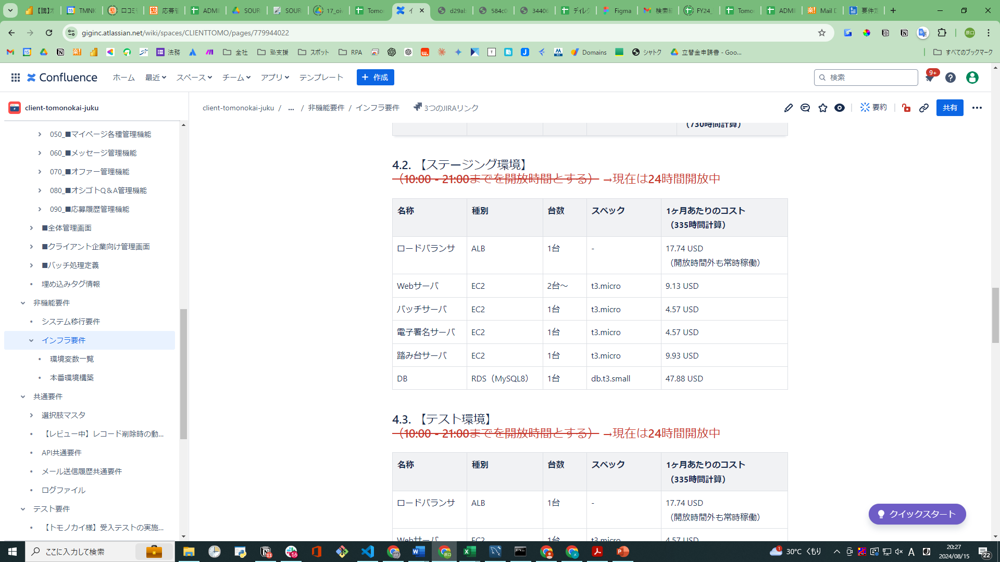 【講】オ
TMNK
口コミサ
応募管
ADMI
SOUR
SOUR
17_oiv
Tomo
イ
d29ab
584c0
34406
ディレク
Figma
検索結
FY24_
Tomo
ADMI
Mail D
要件定
giginc.atlassian.net/wiki/spaces/CLIENTTOMO/pages/779944022
原口
法務
全社
塾支援
スポット
RPA
Domains
シャトク
立替金申請書 - Goo...
すべてのブックマーク
Confluence
ホーム
最近
スペース
チーム
アプリ
テンプレート
+ 作成
検索
9+
client-tomonokai-juku
client-tomonokai-juku / ... / 非機能要件 / インフラ要件
3つのJIRAリンク
要約
共有
050_■マイページ各種管理機能
060_■メッセージ管理機能
070_■オファー管理機能
080_■オシゴトQ&A管理機能
090_■応募履歴管理機能
■全体管理画面
■クライアント企業向け管理画面
■バッチ処理定義
埋め込みタグ情報
非機能要件
システム移行要件
インフラ要件
環境変数一覧
本番環境構築
共通要件
選択肢マスタ
【レビュー中】レコード削除時の動...
API共通要件
メール送信履歴共通要件
ログファイル
テスト要件
【トモノカイ様】受入テストの実施...
（730時間計算）
4.2. 【ステージング環境】
（10:00 - 21:00までを開放時間とする） →現在は24時間開放中
名称 種別 台数 スペック 1ヶ月あたりのコスト
（335時間計算）
ロードバランサ ALB 1台 - 17.74 USD
（開放時間外も常時稼働）
Webサーバ EC2 2台～ t3.micro 9.13 USD
バッチサーバ EC2 1台 t3.micro 4.57 USD
電子署名サーバ EC2 1台 t3.micro 4.57 USD
踏み台サーバ EC2 1台 t3.micro 9.93 USD
DB RDS（MySQL8） 1台 db.t3.small 47.88 USD
4.3. 【テスト環境】
（10:00 - 21:00までを開放時間とする） →現在は24時間開放中
名称 種別 台数 スペック 1ヶ月あたりのコスト
（335時間計算）
ロードバランサ ALB 1台 - 17.74 USD
（開放時間外も常時稼働）
Webサーバ EC2 1台 t3.micro 4.57 USD
クイックスタート
ここに入力して検索
11
16
30°C くもり
A
20:27
2024/08/15
22